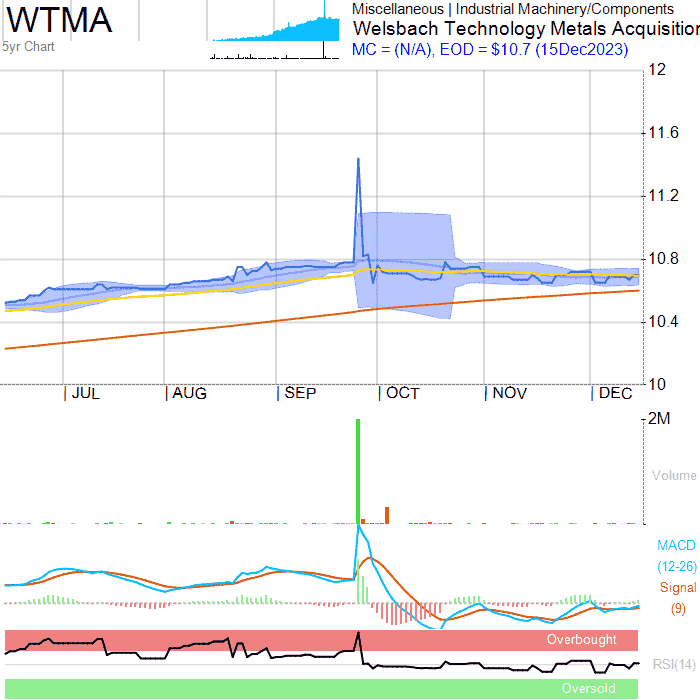 WTMA
5yr Chart
Miscellaneous | Industrial Machinery/Components
Welsbach Technology Metals Acquisition
MC = (N/A), EOD = $10.7 (15Dec2023)
12
11.6
11.2
10.8
10.4
10
JUL AUG SEP OCT NOV DEC
2M
Volume
MACD
(12-26)
Signal
(9)
Overbought
RSI(14)
Oversold